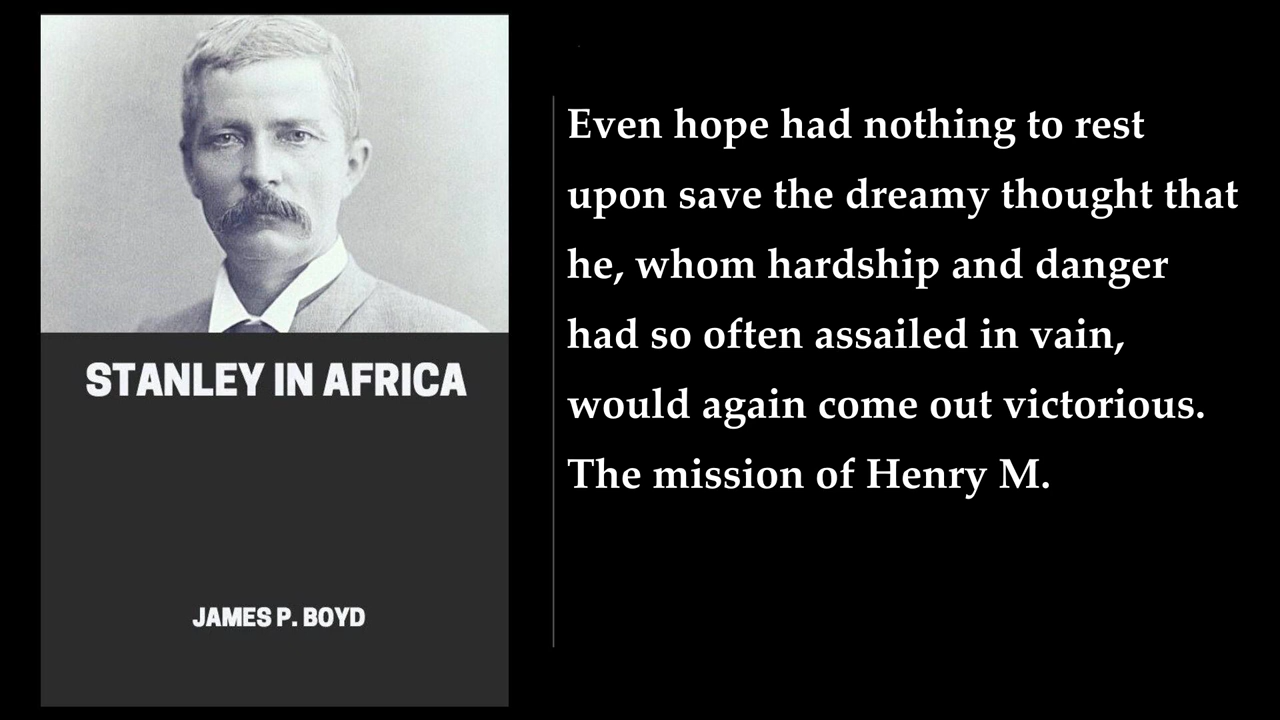 STANLEY IN AFRICA
JAMES P. BOYD
Even hope had nothing to rest
upon save the dreamy thought that
he, whom hardship and danger
had so often assailed in vain,
would again come out victorious.
The mission of Henry M.